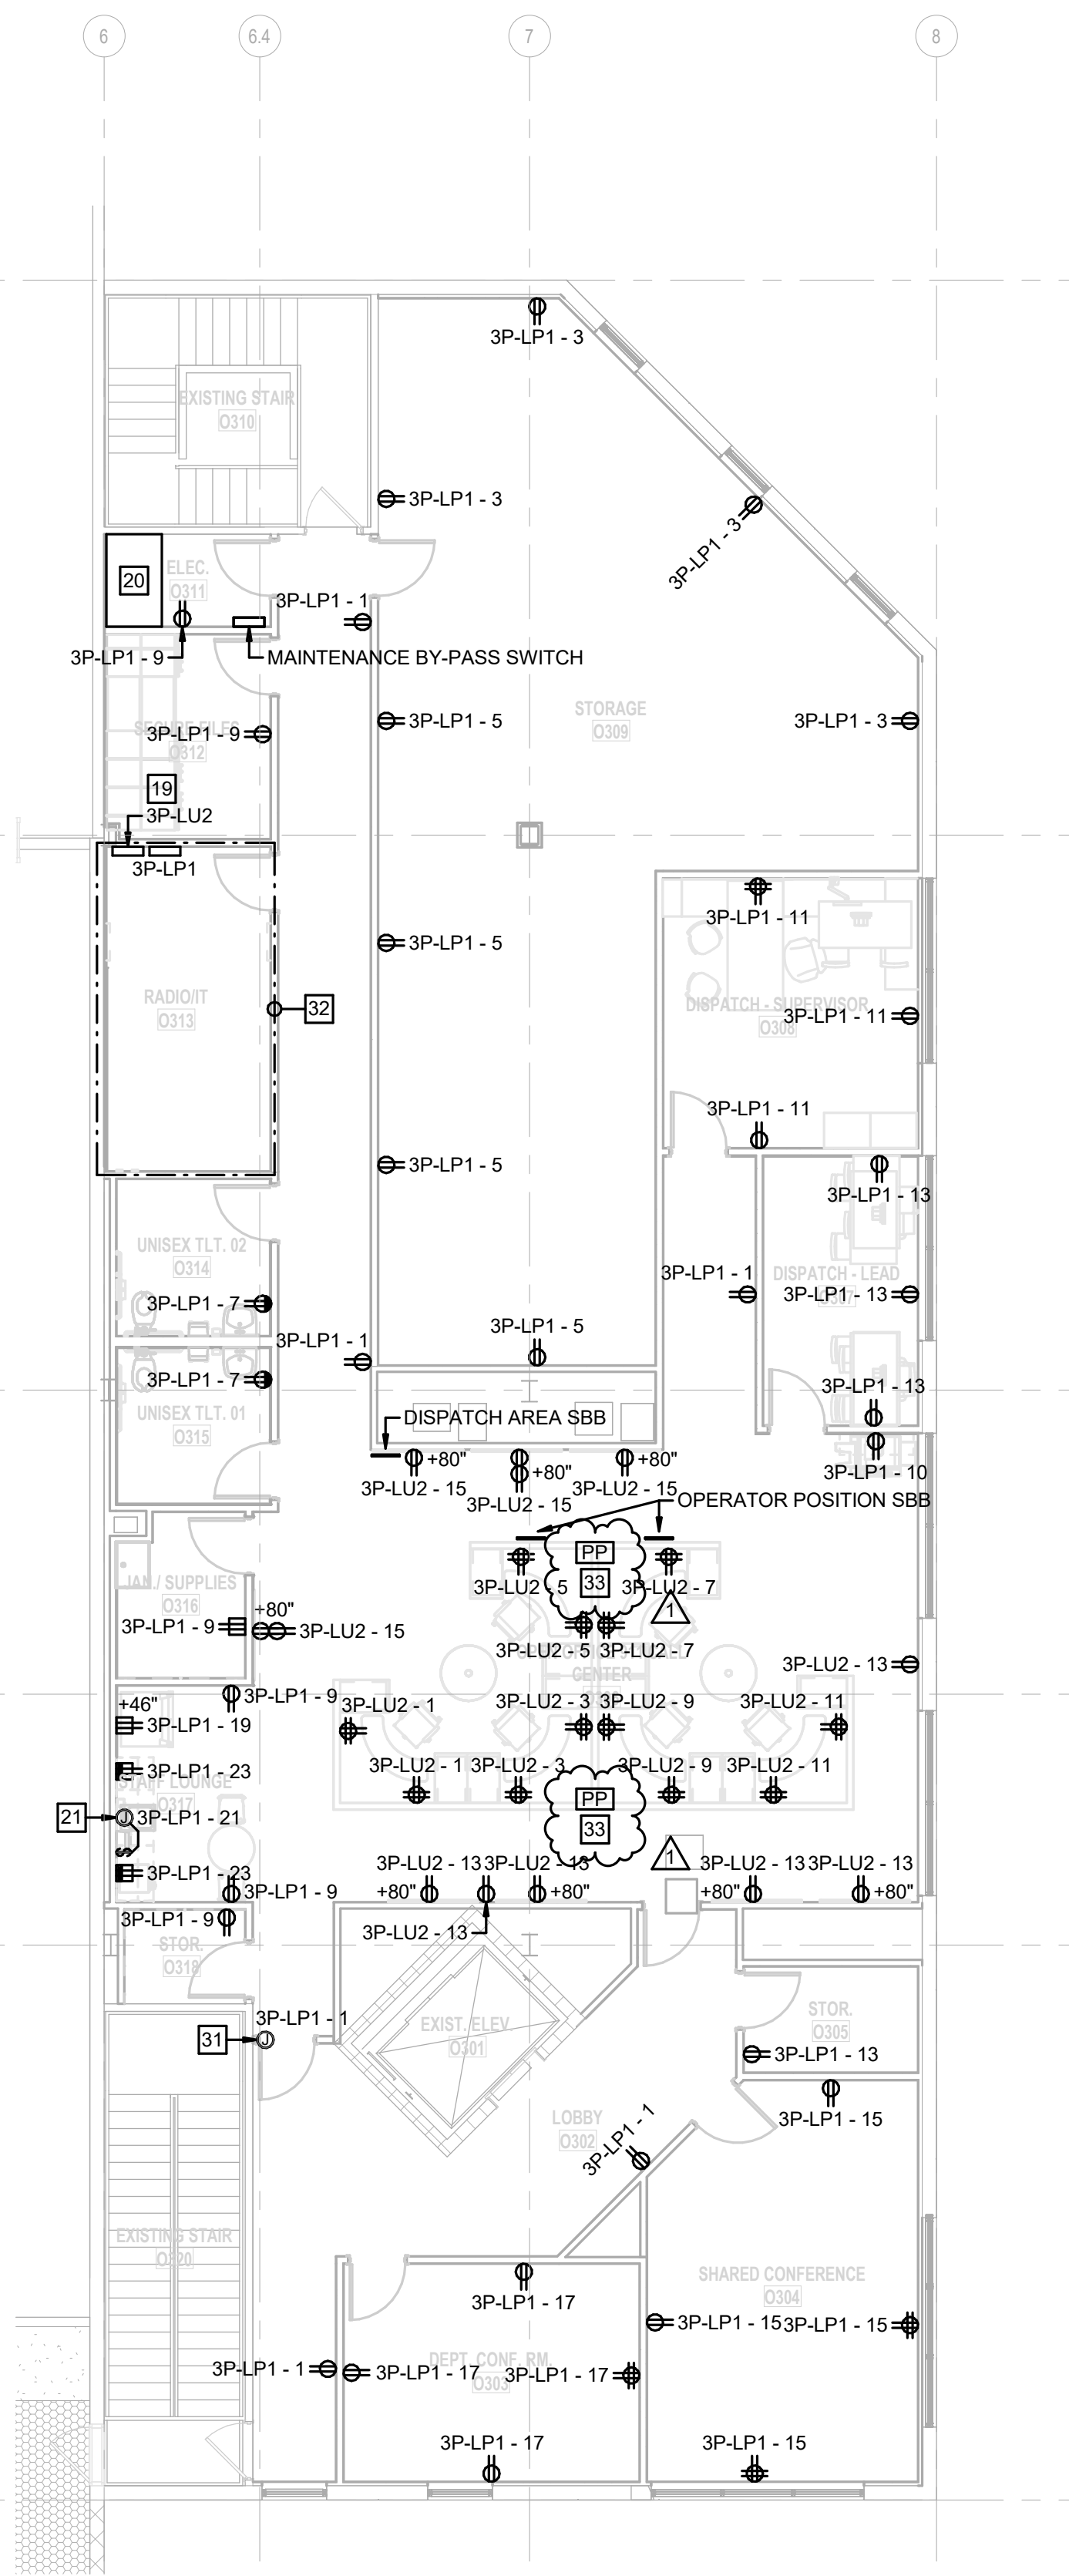 6
6.4
7
8
3P-LP1 - 3
EXISTING STAIR
O310
3P-LP1 - 3
3P-LP1 - 3
20
ELEC.
O311
3P-LP1 - 1
3P-LP1 - 9
MAINTENANCE BY-PASS SWITCH
STORAGE
O309
3P-LP1 - 5
3P-LP1 - 3
SECURE FILES
3P-LP1 - 9
O312
19
3P-LU2
3P-LP1
3P-LP1 - 11
3P-LP1 - 5
RADIO/IT
O313
32
DISPATCH - SUPERVISOR
3P-LP1 - 11
O308
3P-LP1 - 11
3P-LP1 - 5
3P-LP1 - 13
UNISEX TLT. 02
O314
3P-LP1 - 1
DISPATCH - LEAD
3P-LP1 - 13
O307
3P-LP1 - 7
3P-LP1 - 5
3P-LP1 - 1
3P-LP1 - 7
3P-LP1 - 13
UNISEX TLT. 01
O315
DISPATCH AREA SBB
+80"
+80"
+80"
3P-LP1 - 10
3P-LU2 - 15
3P-LU2 - 15
3P-LU2 - 15
OPERATOR POSITION SBB
PP
33
3P-LU2 - 5
3P-LU2 - 7
1
JAN./ SUPPLIES
O316
3P-LP1 - 9
+80"
3P-LU2 - 15
3P-LU2 - 5
3P-LU2 - 7
3P-LU2 - 13
CENTER
3P-LP1 - 9
+46"
3P-LP1 - 19
3P-LU2 - 1
3P-LU2 - 3
3P-LU2 - 9
3P-LU2 - 11
3P-LP1 - 23
STAFF LOUNGE
O317
3P-LU2 - 1
3P-LU2 - 3
3P-LU2 - 9
3P-LU2 - 11
PP
33
21
J
3P-LP1 - 21
S
1
3P-LP1 - 23
3P-LU2 - 13
3P-LU2 - 13
3P-LU2 - 13
3P-LU2 - 13
3P-LP1 - 9
+80"
+80"
+80"
+80"
3P-LP1 - 9
3P-LU2 - 13
STOR.
O318
3P-LP1 - 1
31
J
EXIST. ELEV.
O301
STOR.
O305
3P-LP1 - 13
LOBBY
O302
3P-LP1 - 1
3P-LP1 - 15
EXISTING STAIR
O320
SHARED CONFERENCE
O304
3P-LP1 - 17
3P-LP1 - 15
3P-LP1 - 15
3P-LP1 - 1
DEPT. CONF. RM.
O303
3P-LP1 - 17
3P-LP1 - 17
3P-LP1 - 17
3P-LP1 - 15